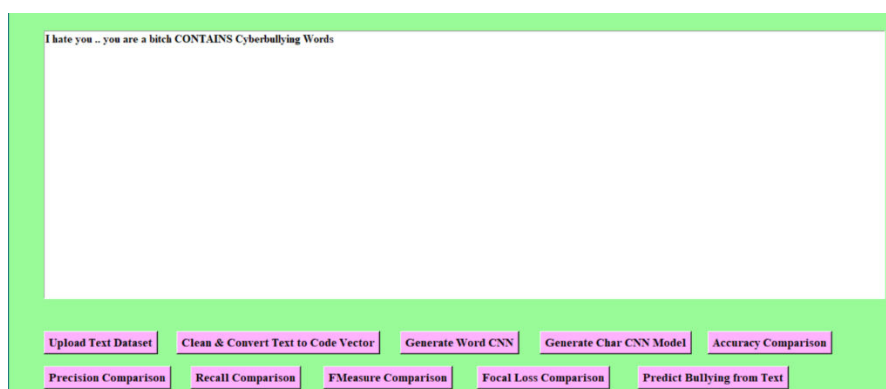 I hate you .. you are a bitch CONTAINS Cyberbullying Words
Upload Text Dataset Clean & Convert Text to Code Vector Generate Word CNN Generate Char CNN Model Accuracy Comparison
Precision Comparison Recall Comparison FMeasure Comparison Focal Loss Comparison Predict Bullying from Text